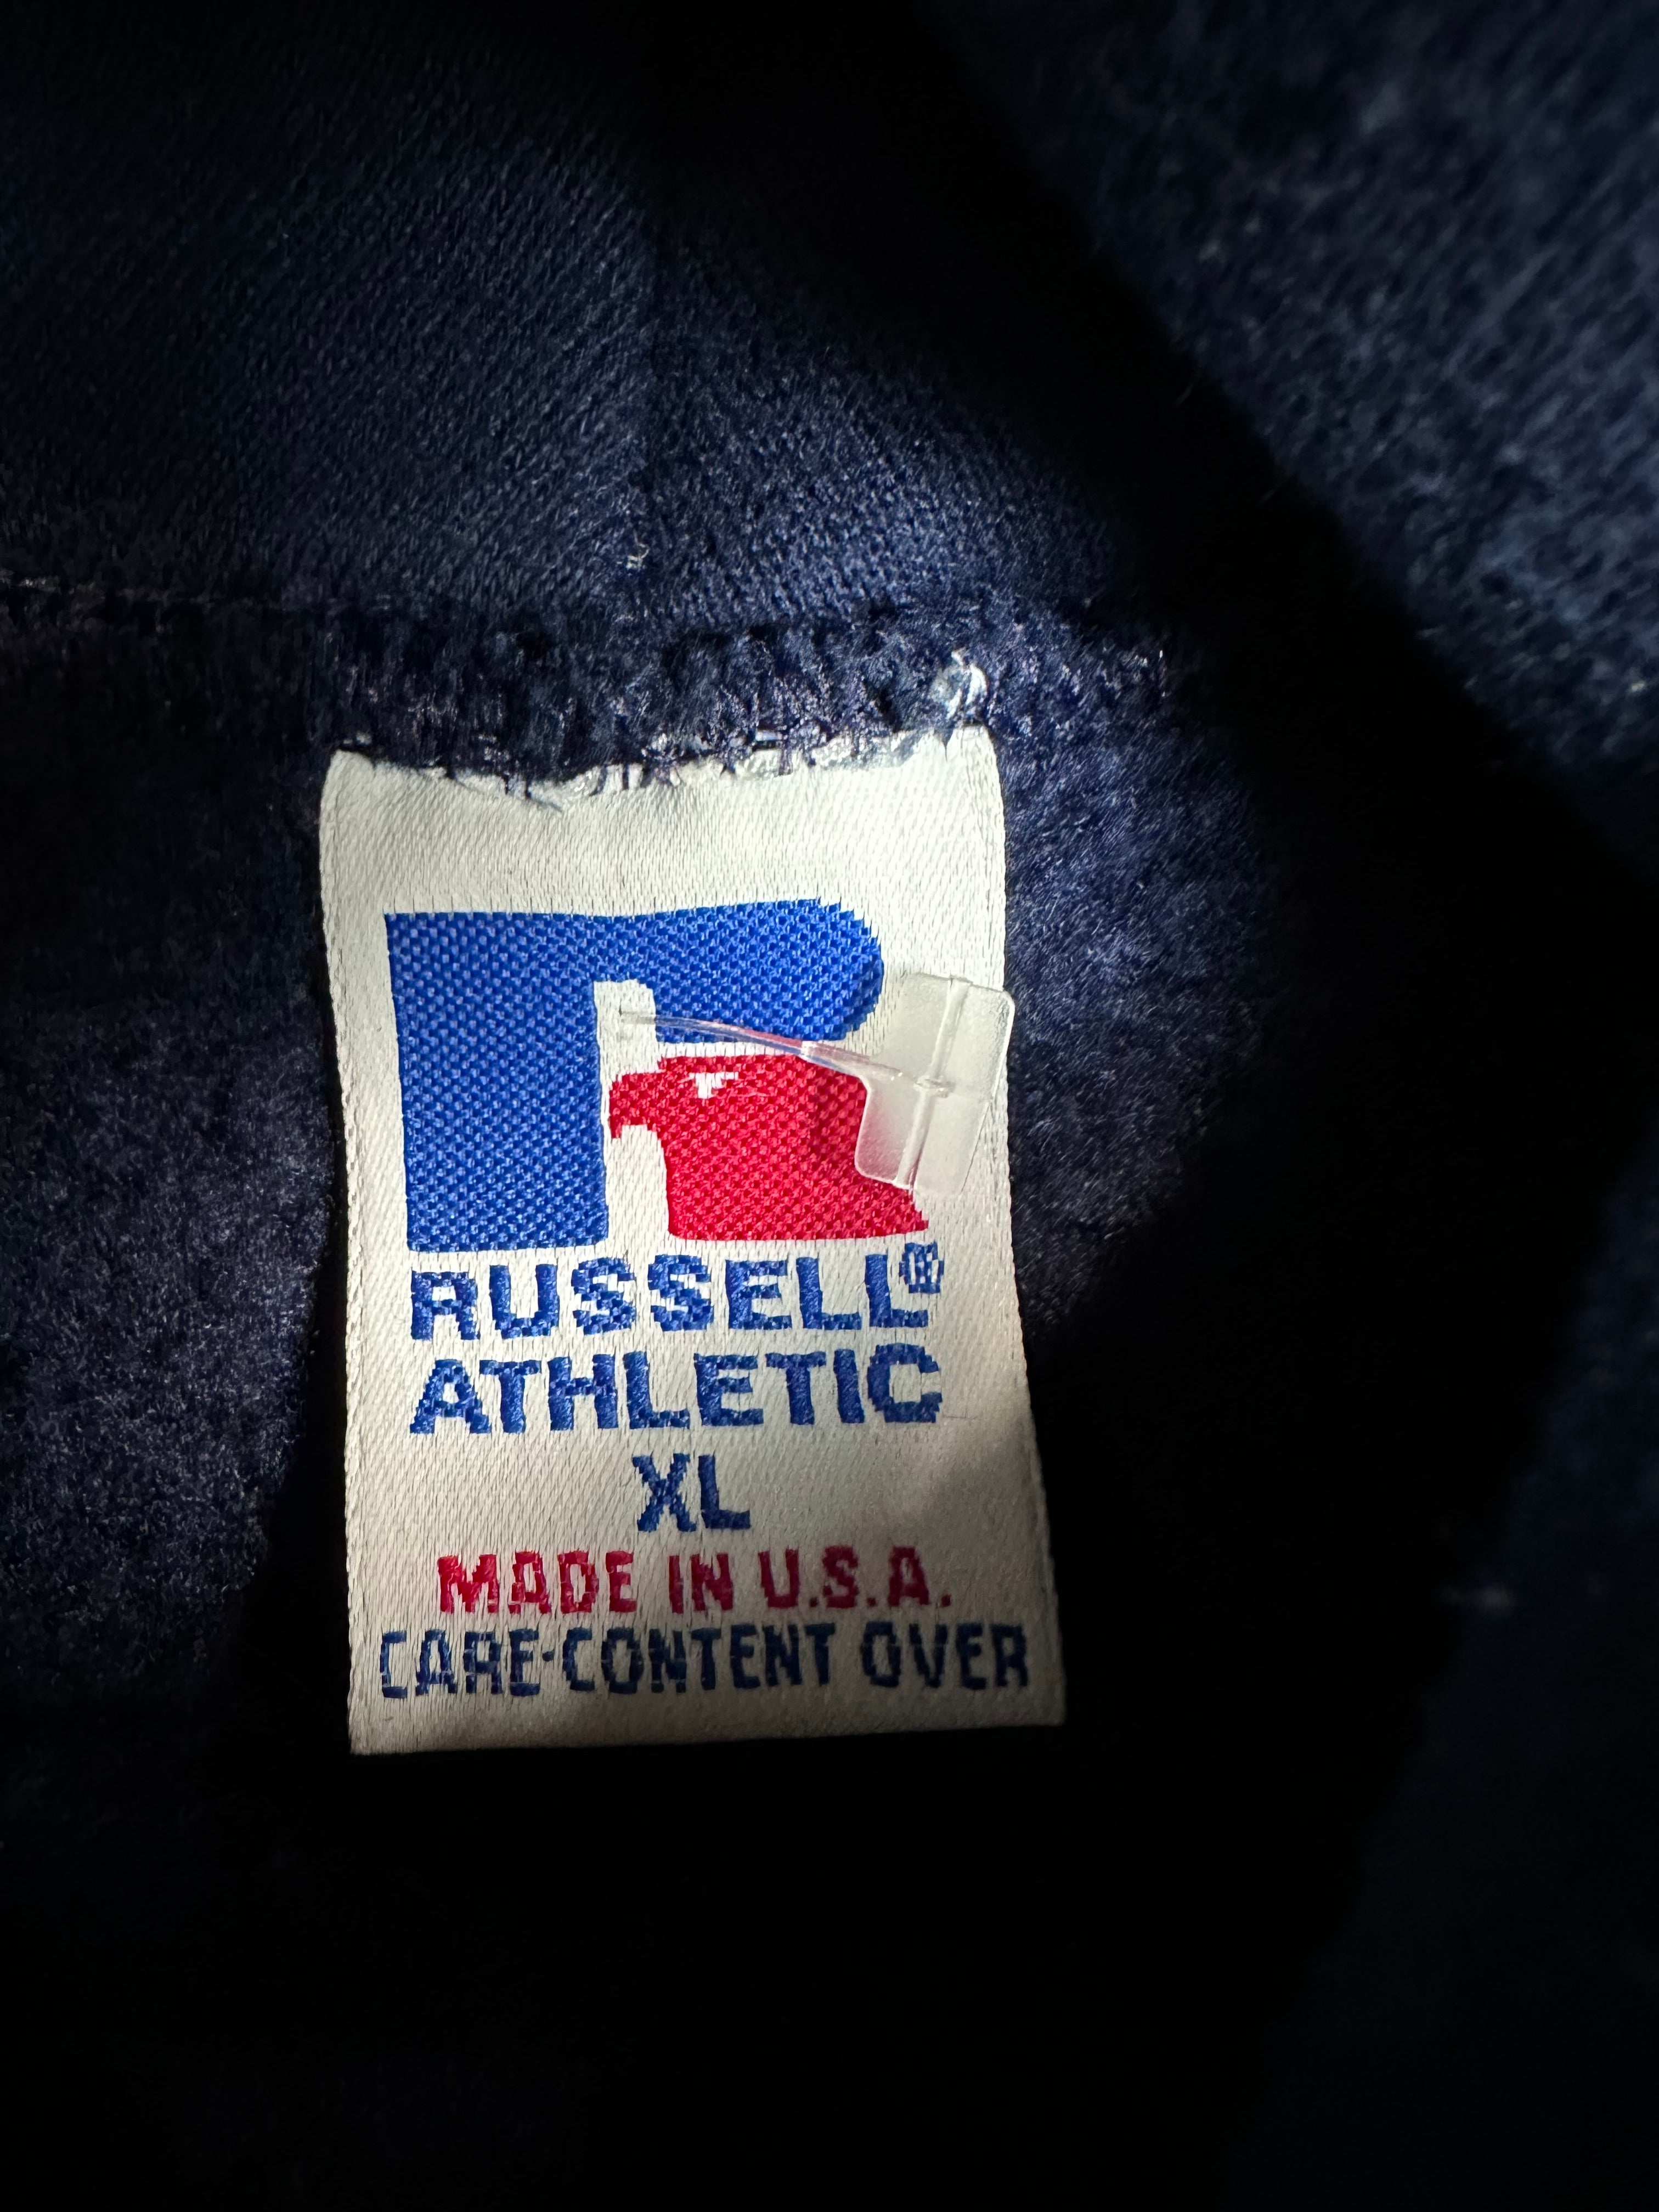 RUSSELL®
ATHLETIC
XL
MADE IN U.S.A.
CARE·CONTENT OVER